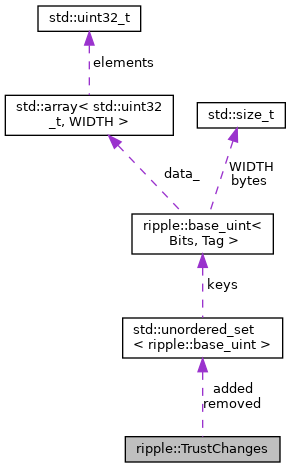 std::uint32_t
elements
std::array< std::uint32
_t, WIDTH >
std::size_t
data_
WIDTH
bytes
ripple::base_uint<
Bits, Tag >
keys
std::unordered_set
< ripple::base_uint >
added
removed
ripple::TrustChanges